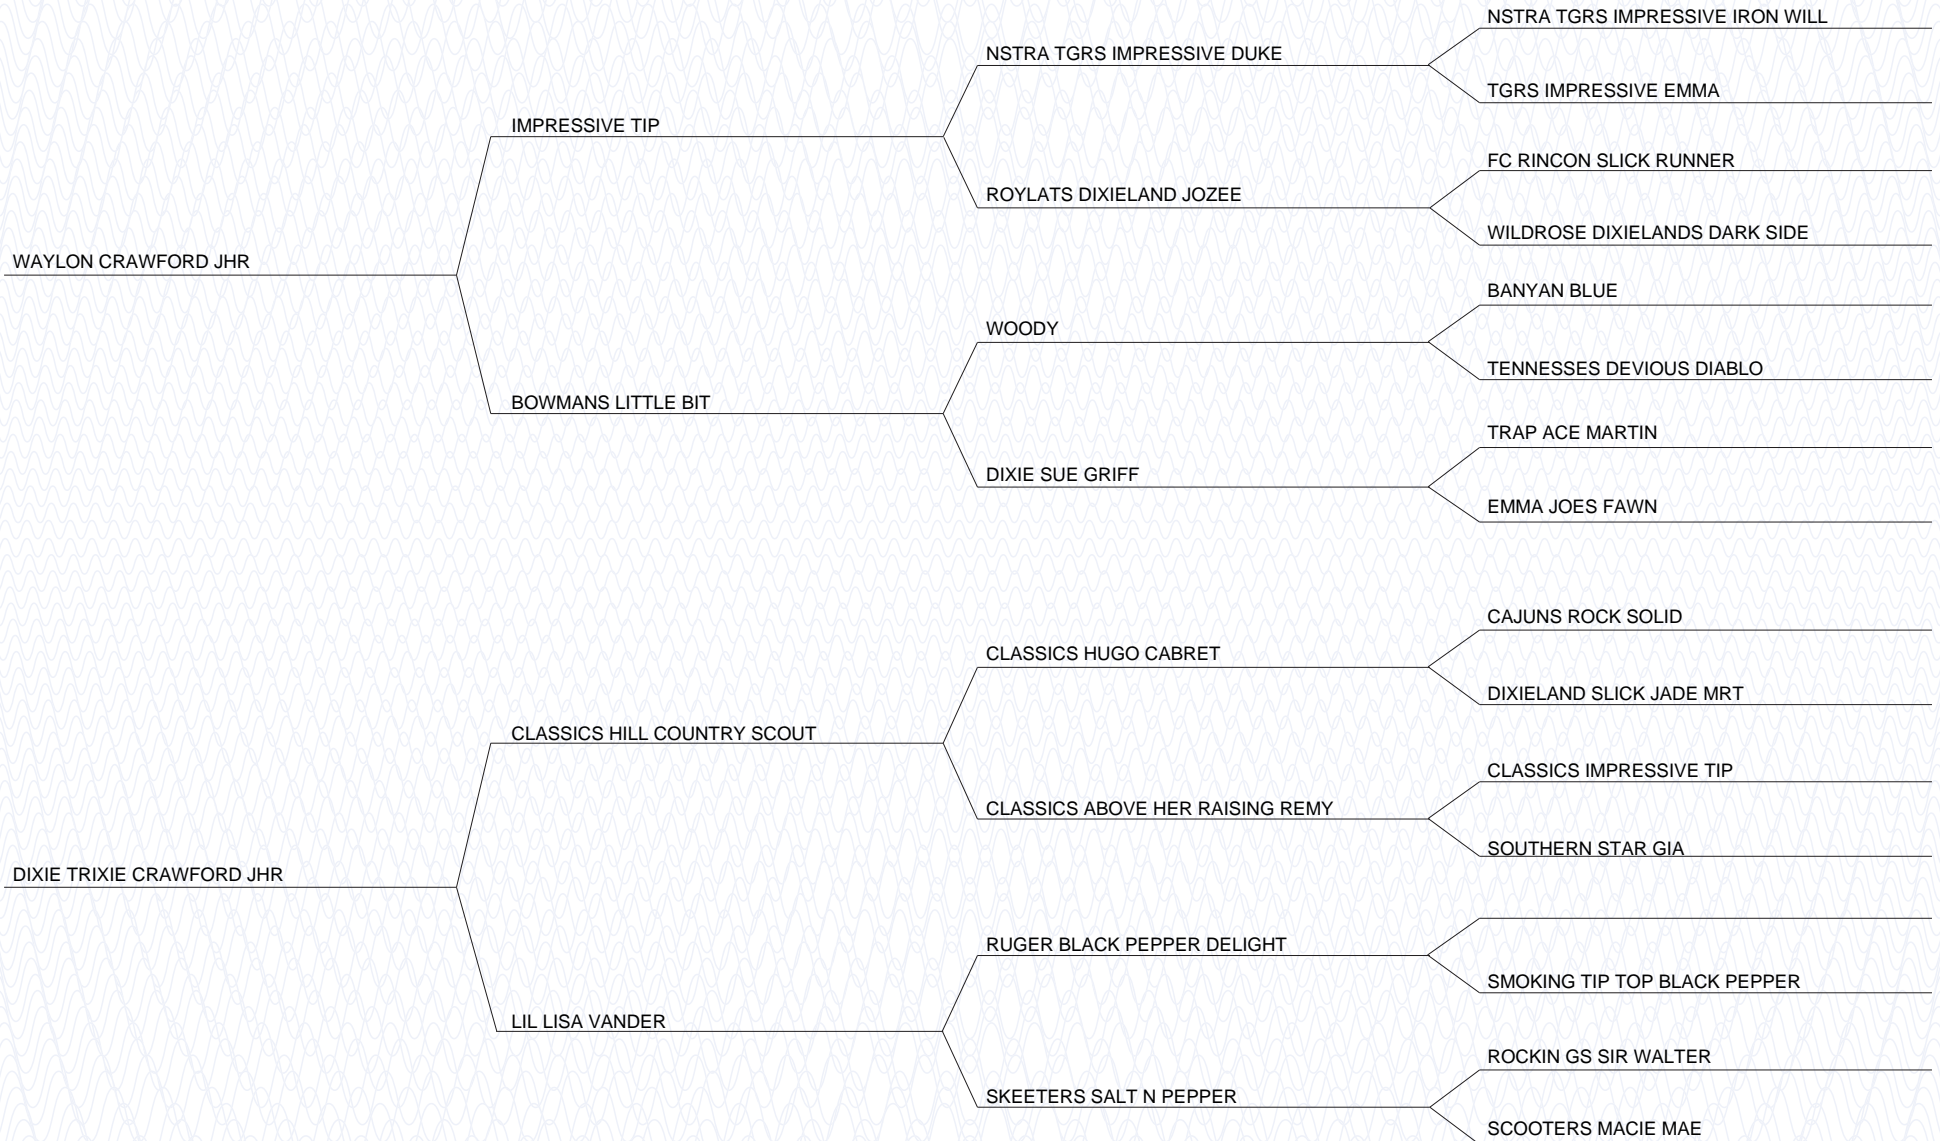 NSTRA TGRS IMPRESSIVE IRON WILL
NSTRA TGRS IMPRESSIVE DUKE
TGRS IMPRESSIVE EMMA
IMPRESSIVE TIP
FC RINCON SLICK RUNNER
ROYLATS DIXIELAND JOZEE
WILDROSE DIXIELANDS DARK SIDE
WAYLON CRAWFORD JHR
BANYAN BLUE
WOODY
TENNESSES DEVIOUS DIABLO
BOWMANS LITTLE BIT
TRAP ACE MARTIN
DIXIE SUE GRIFF
EMMA JOES FAWN
CAJUNS ROCK SOLID
CLASSICS HUGO CABRET
DIXIELAND SLICK JADE MRT
CLASSICS HILL COUNTRY SCOUT
CLASSICS IMPRESSIVE TIP
CLASSICS ABOVE HER RAISING REMY
SOUTHERN STAR GIA
DIXIE TRIXIE CRAWFORD JHR
RUGER BLACK PEPPER DELIGHT
SMOKING TIP TOP BLACK PEPPER
LIL LISA VANDER
ROCKIN GS SIR WALTER
SKEETERS SALT N PEPPER
SCOOTERS MACIE MAE